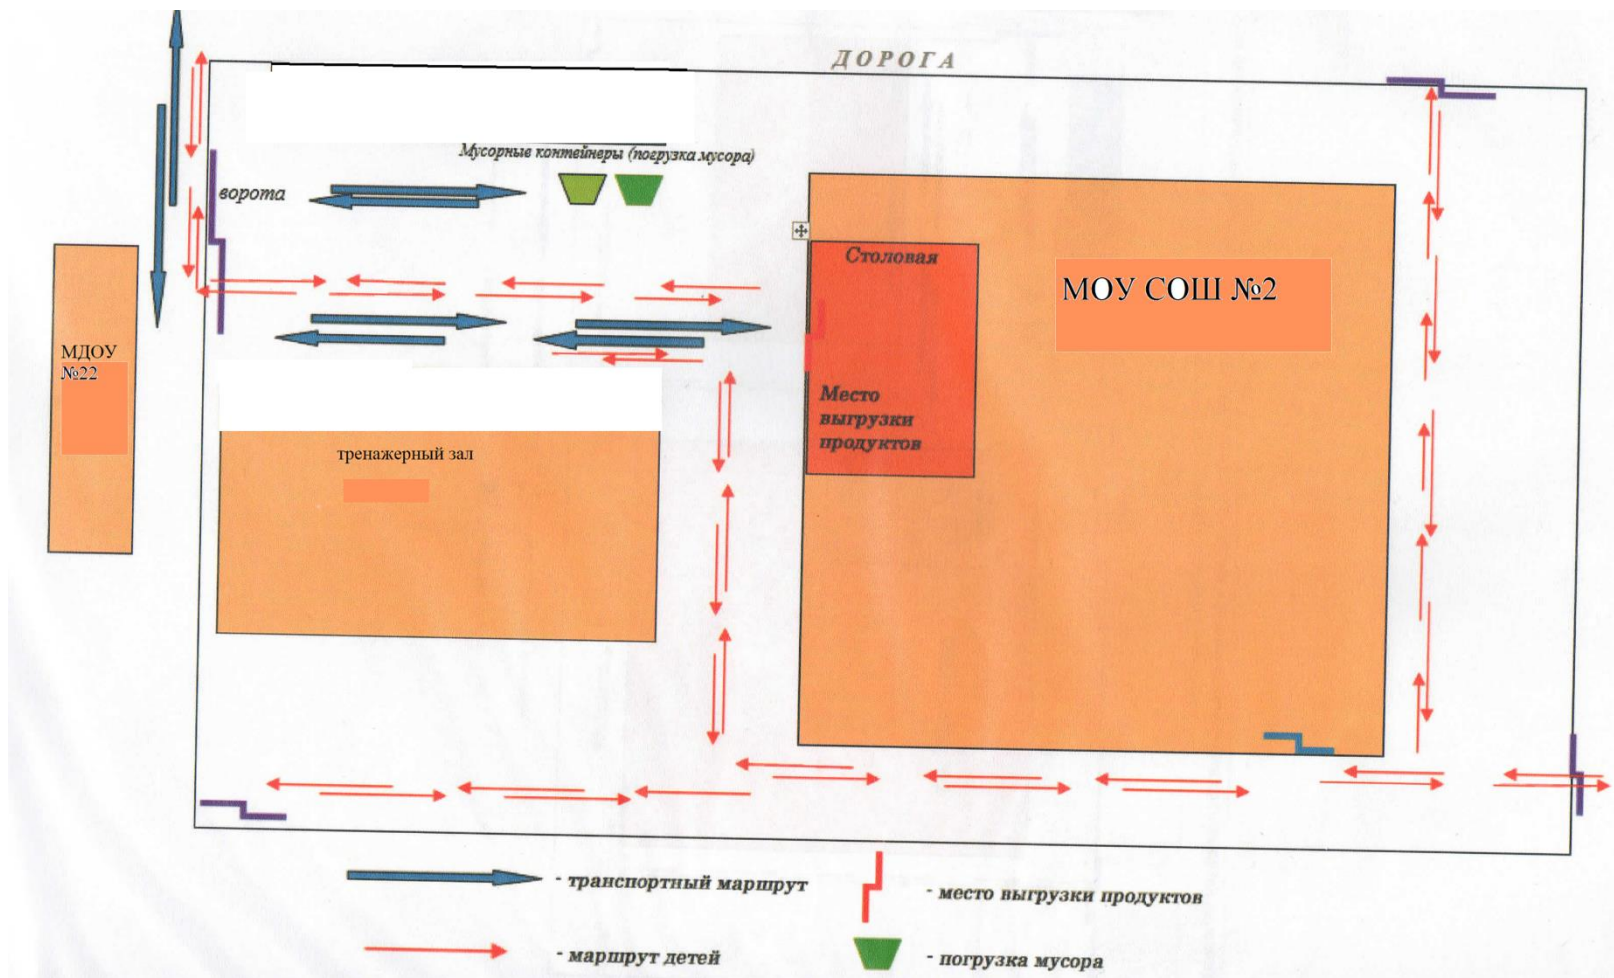 ДОРОГА
Мусорные контейнеры (погрузка мусора)
ворота
Столовая
МОУ СОШ №2
МДОУ
№22
Место
выгрузки
продуктов
тренажерный зал
- транспортный маршрут
- место выгрузки продуктов
- маршрут детей
- погрузка мусора